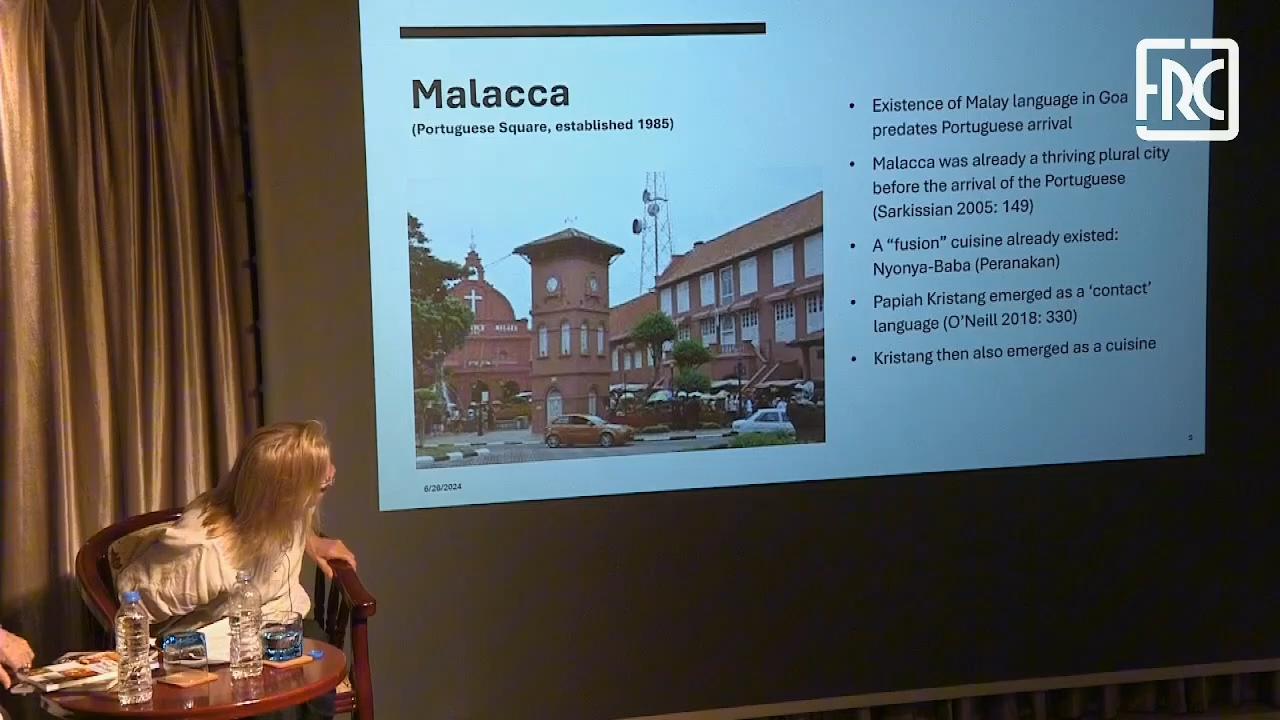 FRC
Malacca
(Portuguese Square, established 1985)
• Existence of Malay language in Goa
predates Portuguese arrival
• Malacca was already a thriving plural city
before the arrival of the Portuguese
(Sarkissian 2005: 149)
• A “fusion” cuisine already existed:
Nyonya-Baba (Peranakan)
• Papiah Kristang emerged as a ‘contact’
language (O’Neill 2018: 330)
• Kristang then also emerged as a cuisine
6/28/2024